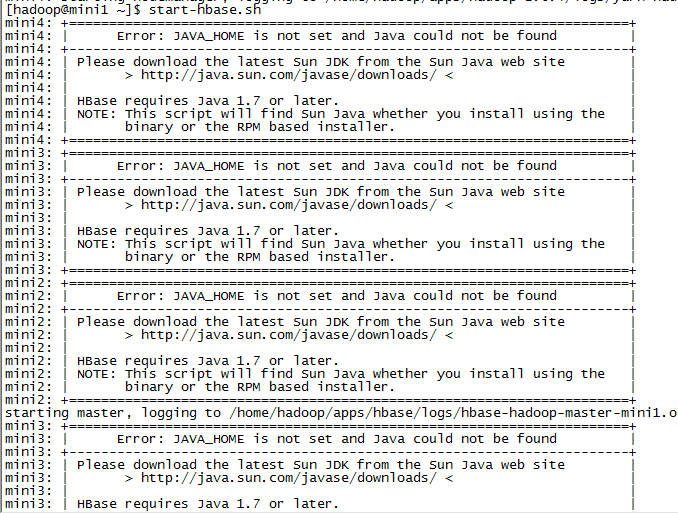 [hadoop@mini1 ~]$ start-hbase.sh
mini4: +======================================================================+
mini4: |      Error: JAVA_HOME is not set and Java could not be found         |
mini4: +----------------------------------------------------------------------+
mini4: | Please download the latest Sun JDK from the Sun Java web site        |
mini4: |       > http://java.sun.com/javase/downloads/ <                      |
mini4: |                                                                      |
mini4: | HBase requires Java 1.7 or later.                                    |
mini4: | NOTE: This script will find Sun Java whether you install using the   |
mini4: |       binary or the RPM based installer.                             |
mini4: +======================================================================+
mini3: +======================================================================+
mini3: |      Error: JAVA_HOME is not set and Java could not be found         |
mini3: +----------------------------------------------------------------------+
mini3: | Please download the latest Sun JDK from the Sun Java web site        |
mini3: |       > http://java.sun.com/javase/downloads/ <                      |
mini3: |                                                                      |
mini3: | HBase requires Java 1.7 or later.                                    |
mini3: | NOTE: This script will find Sun Java whether you install using the   |
mini3: |       binary or the RPM based installer.                             |
mini3: +======================================================================+
mini2: +======================================================================+
mini2: |      Error: JAVA_HOME is not set and Java could not be found         |
mini2: +----------------------------------------------------------------------+
mini2: | Please download the latest Sun JDK from the Sun Java web site        |
mini2: |       > http://java.sun.com/javase/downloads/ <                      |
mini2: |                                                                      |
mini2: | HBase requires Java 1.7 or later.                                    |
mini2: | NOTE: This script will find Sun Java whether you install using the   |
mini2: |       binary or the RPM based installer.                             |
mini2: +======================================================================+
starting master, logging to /home/hadoop/apps/hbase/logs/hbase-hadoop-master-mini1.o
mini3: +======================================================================+
mini3: |      Error: JAVA_HOME is not set and Java could not be found         |
mini3: +----------------------------------------------------------------------+
mini3: | Please download the latest Sun JDK from the Sun Java web site        |
mini3: |       > http://java.sun.com/javase/downloads/ <                      |
mini3: |                                                                      |
mini3: | HBase requires Java 1.7 or later.                                    |